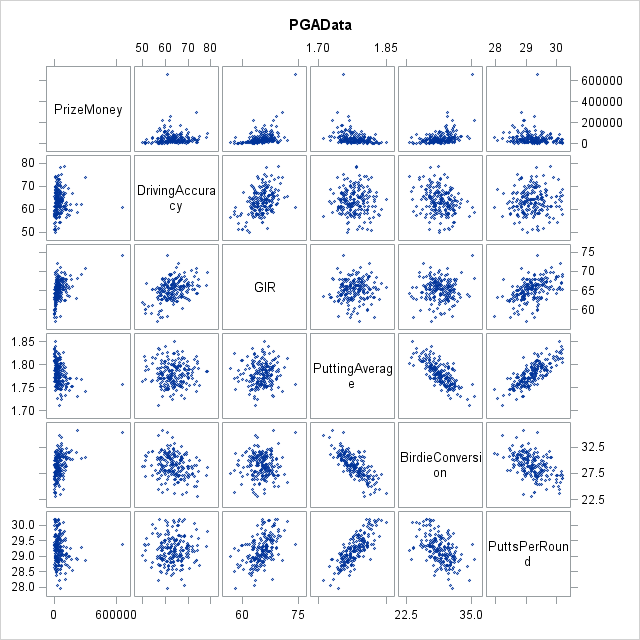 PGAData
50 60 70 80 1.70 1.85 28 29 30
PrizeMoney
600000
400000
200000
0
80
70
60
50
DrivingAccura
cy
GIR
75
70
65
60
1.85
1.80
1.75
1.70
PuttingAverag
e
BirdieConversi
on
32.5
27.5
22.5
30.0
29.5
29.0
28.5
28.0
PuttsPerRoun
d
0 600000 60 75 22.5 35.0